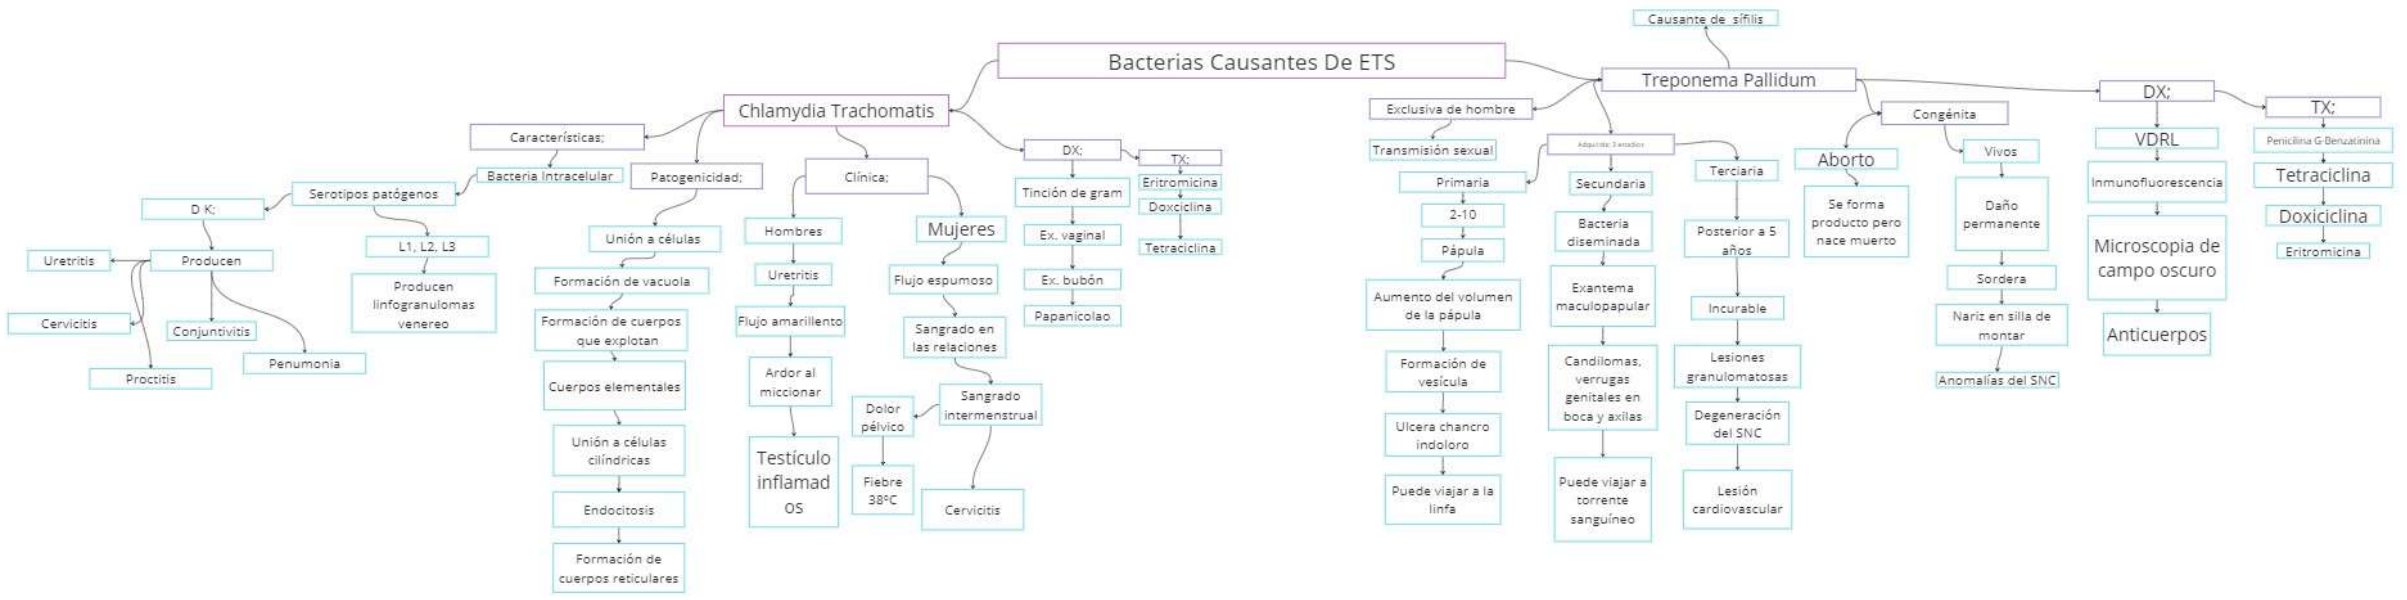 Causante de sífilis
Bacterias Causantes De ETS
Treponema Pallidum
Chlamydia Trachomatis
Características;
Bacteria Intracelular
Serotipos patógenos
D K;
Producen
Uretritis
Cervicitis
Proctitis
Conjuntivitis
Penumonia
L1, L2, L3
Producen
linfogranulomas
venereo
Patogenicidad;
Unión a células
Formación de vacuola
Formación de cuerpos
que explotan
Cuerpos elementales
Unión a células
cilíndricas
Endocitosis
Formación de
cuerpos reticulares
Clínica;
Hombres
Uretritis
Flujo amarillento
Ardor al
miccionar
Testículo
inflamad
os
Mujeres
Flujo espumoso
Sangrado en
las relaciones
Sangrado
intermenstrual
Dolor
pélvico
Fiebre
38ºC
Cervicitis
DX;
Tinción de gram
Ex. vaginal
Ex. bubón
Papanicolao
TX;
Eritromicina
Doxciclina
Tetraciclina
Exclusiva de hombre
Transmisión sexual
3
Primaria
2-10
Pápula
Aumento del volumen
de la pápula
Formación de
vesícula
Ulcera chancro
indoloro
Puede viajar a la
linfa
Secundaria
Bacteria
diseminada
Exantema
maculopapular
Candilomas,
verrugas
genitales en
boca y axilas
Puede viajar a
torrente
sanguíneo
Terciaria
Posterior a 5
años
Incurable
Lesiones
granulomatosas
Degeneración
del SNC
Lesión
cardiovascular
Congénita
Aborto
Se forma
producto pero
nace muerto
Vivos
Daño
permanente
Sordera
Nariz en silla de
montar
Anomalías del SNC
DX;
VDRL
Inmunofluorescencia
Microscopia de
campo oscuro
Anticuerpos
TX;
Penicilina G-Benzatinina
Tetraciclina
Doxiciclina
Eritromicina